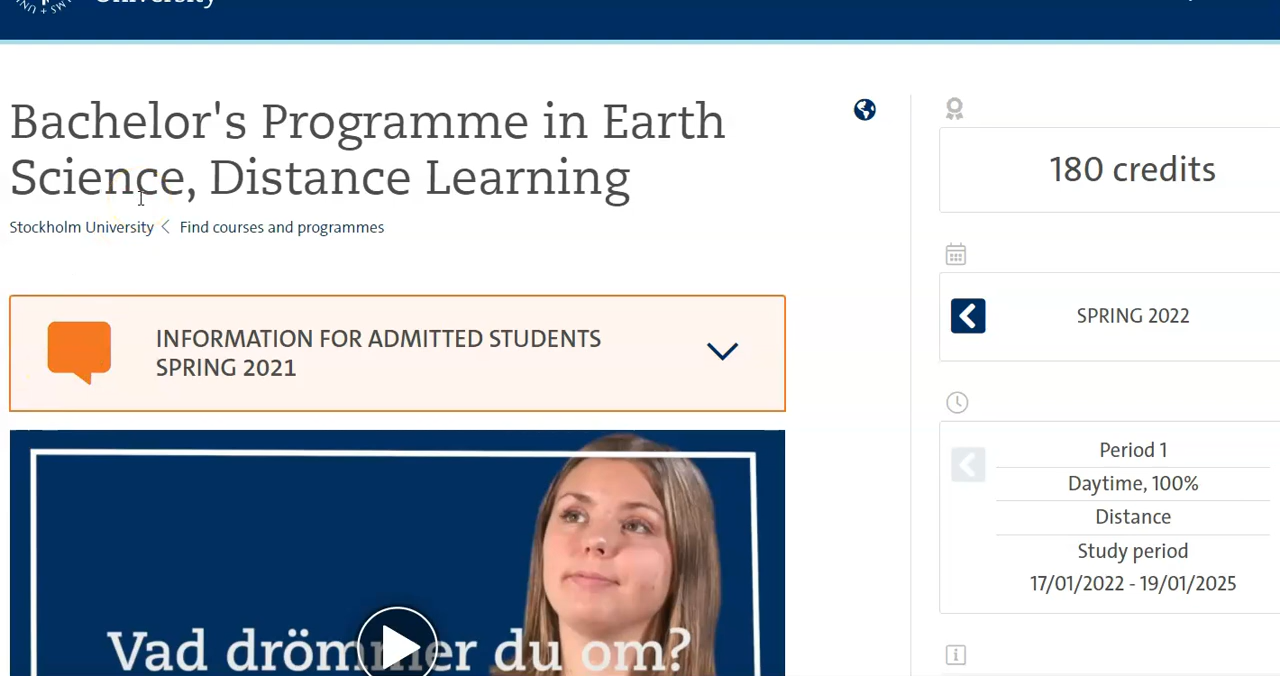 University
Bachelor's Programme in Earth
Science, Distance Learning
Stockholm University < Find courses and programmes
INFORMATION FOR ADMITTED STUDENTS
SPRING 2021
Vad drömmer du om?
180 credits
SPRING 2022
Period 1
Daytime, 100%
Distance
Study period
17/01/2022 - 19/01/2025